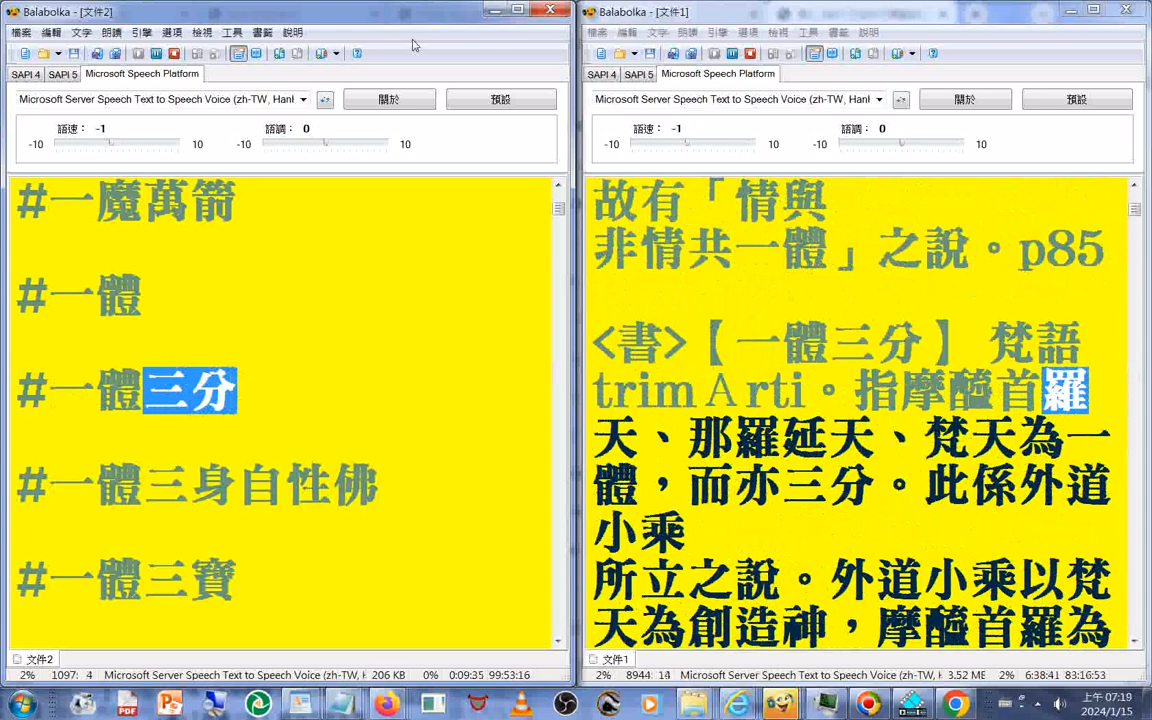 Balabolka - [文件2]
檔案 編輯 文字 朗讀 引擎 選項 檢視 工具 書籤 說明
SAPI 4 SAPI 5 Microsoft Speech Platform
Microsoft Server Speech Text to Speech Voice (zh-TW, Hanl
關於 預設
語速： -1 語調： 0
-10 10 -10 10
#一魔萬箭
#一體
#一體三分
#一體三身自性佛
#一體三寶
文件2
2% 1097: 4 Microsoft Server Speech Text to Speech Voice (zh-TW, H 206 KB 0% 0:09:35 99:53:16
Balabolka - [文件1]
檔案 編輯 文字 朗讀 引擎 選項 檢視 工具 書籤 說明
SAPI 4 SAPI 5 Microsoft Speech Platform
Microsoft Server Speech Text to Speech Voice (zh-TW, Hanl
關於 預設
語速： -1 語調： 0
-10 10 -10 10
故有「情與
非情共一體」之說。p85
<書>【一體三分】 梵語
trimＡrti。指摩醯首羅
天、那羅延天、梵天為一
體，而亦三分。此係外道
小乘
所立之說。外道小乘以梵
天為創造神，摩醯首羅為
文件1
2% 8944: 14 Microsoft Server Speech Text to Speech Voice (zh-TW, H 3.52 ME 2% 6:38:41 83:16:53
PDF
上午 07:19
2024/1/15